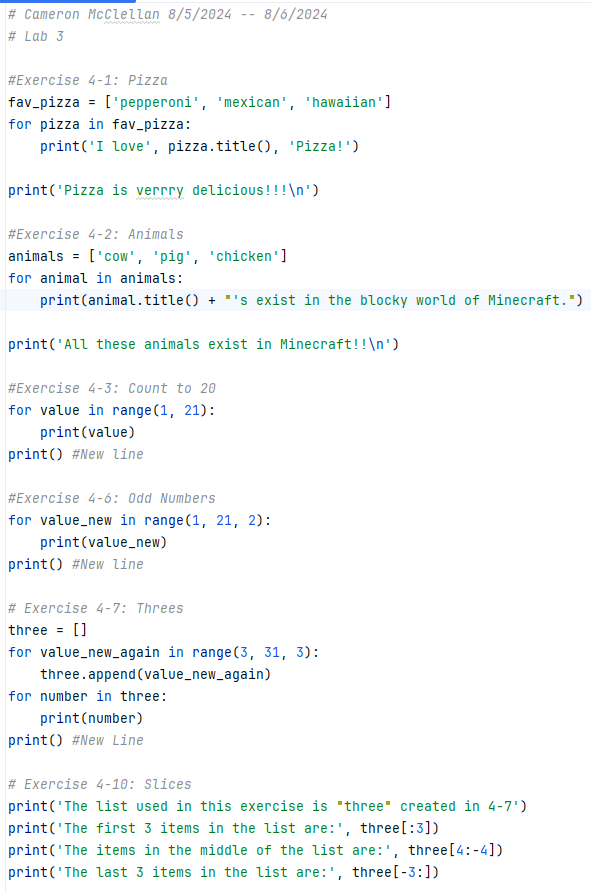 # Cameron McClellan 8/5/2024 -- 8/6/2024
# Lab 3
#Exercise 4-1: Pizza
fav_pizza = ['pepperoni', 'mexican', 'hawaiian']
for pizza in fav_pizza:
    print('I love', pizza.title(), 'Pizza!')
print('Pizza is verrry delicious!!!\n')
#Exercise 4-2: Animals
animals = ['cow', 'pig', 'chicken']
for animal in animals:
    print(animal.title() + "'s exist in the blocky world of Minecraft.")
print('All these animals exist in Minecraft!!\n')
#Exercise 4-3: Count to 20
for value in range(1, 21):
    print(value)
print() #New line
#Exercise 4-6: Odd Numbers
for value_new in range(1, 21, 2):
    print(value_new)
print() #New line
# Exercise 4-7: Threes
three = []
for value_new_again in range(3, 31, 3):
    three.append(value_new_again)
for number in three:
    print(number)
print() #New Line
# Exercise 4-10: Slices
print('The list used in this exercise is "three" created in 4-7')
print('The first 3 items in the list are:', three[:3])
print('The items in the middle of the list are:', three[4:-4])
print('The last 3 items in the list are:', three[-3:])